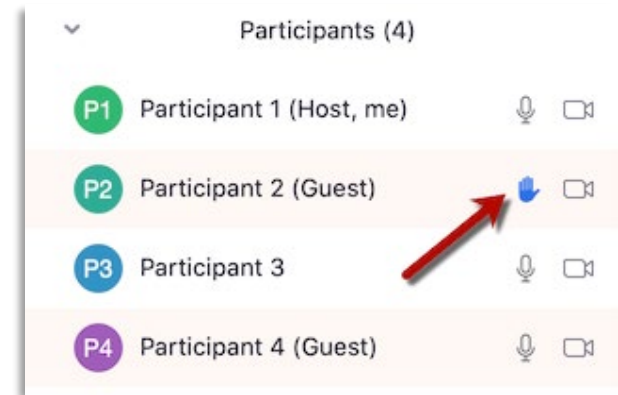 Participants (4)
P1 Participant 1 (Host, me)
P2 Participant 2 (Guest)
P3 Participant 3
P4 Participant 4 (Guest)